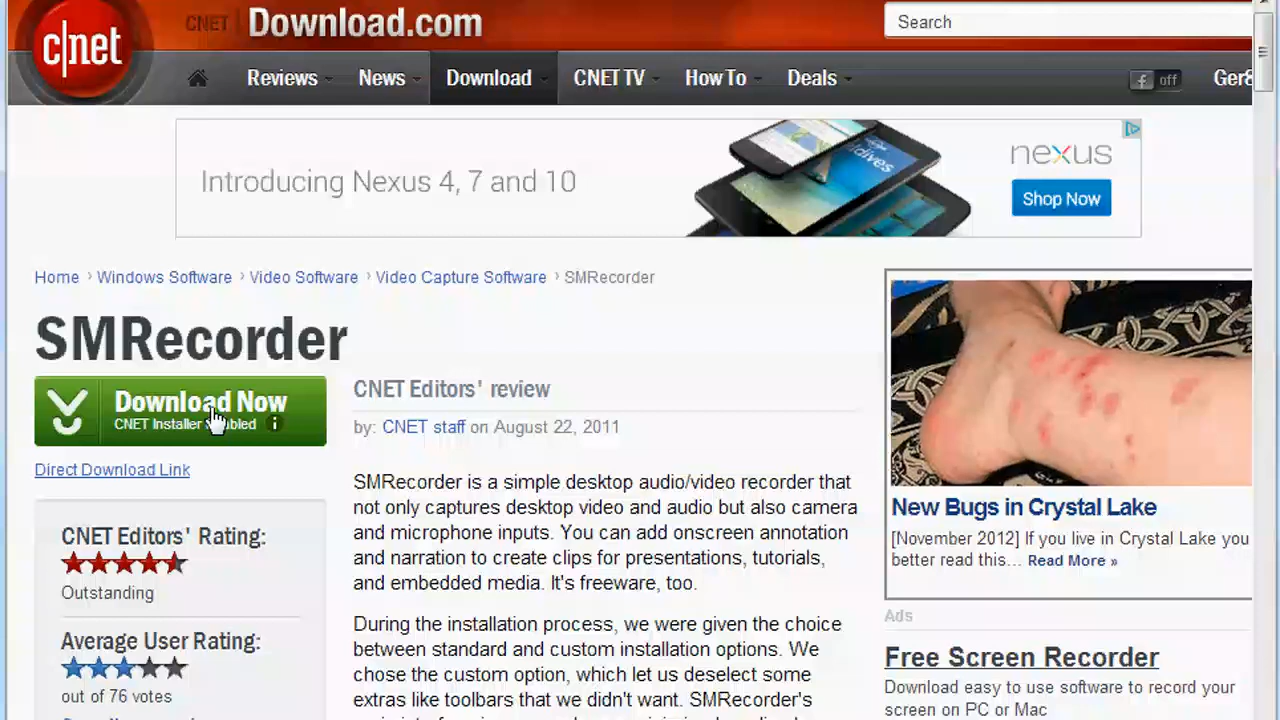 CNET Download.com
Search
c|net
Reviews News Download CNET TV How To Deals f off Ger8
Introducing Nexus 4, 7 and 10
nexus
Shop Now
Home › Windows Software › Video Software › Video Capture Software › SMRecorder
SMRecorder
Download Now
CNET Installer
i
Direct Download Link
CNET Editors' Rating:
Outstanding
Average User Rating:
out of 76 votes
CNET Editors' review
by: CNET staff on August 22, 2011
SMRecorder is a simple desktop audio/video recorder that
not only captures desktop video and audio but also camera
and microphone inputs. You can add onscreen annotation
and narration to create clips for presentations, tutorials,
and embedded media. It's freeware, too.
During the installation process, we were given the choice
between standard and custom installation options. We
chose the custom option, which let us deselect some
extras like toolbars that we didn't want. SMRecorder's
New Bugs in Crystal Lake
[November 2012] If you live in Crystal Lake you
better read this... Read More »
Ads
Free Screen Recorder
Download easy to use software to record your
screen on PC or Mac